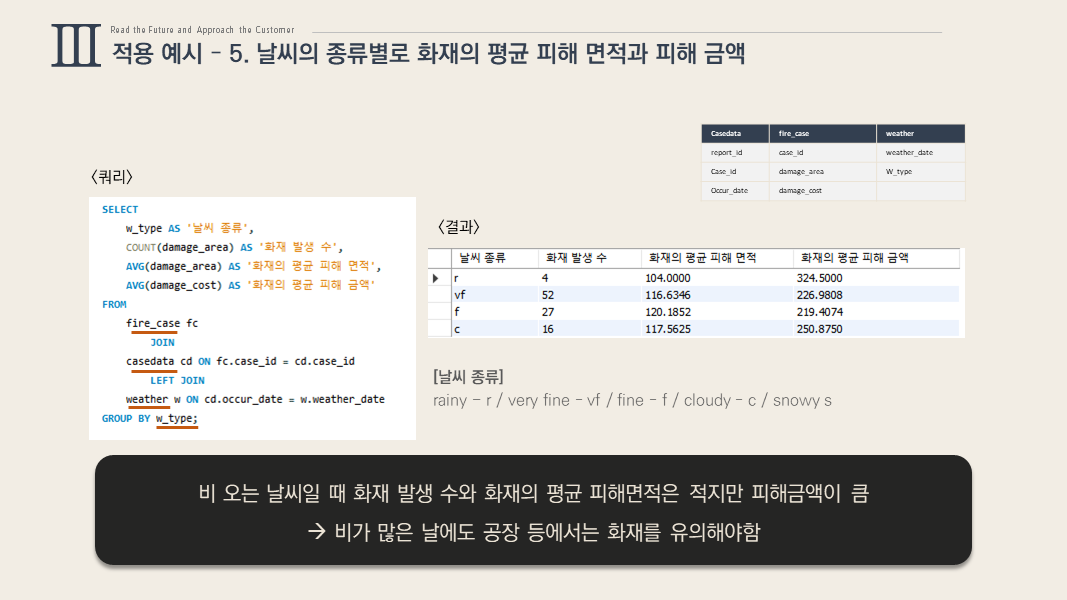 Ⅲ
Read the Future and Approach the Customer
적용 예시 - 5. 날씨의 종류별로 화재의 평균 피해 면적과 피해 금액
Casedata fire_case weather
report_id case_id weather_date
Case_id damage_area W_type
Occur_date damage_cost
〈쿼리〉
SELECT
w_type AS '날씨 종류',
COUNT(damage_area) AS '화재 발생 수',
AVG(damage_area) AS '화재의 평균 피해 면적',
AVG(damage_cost) AS '화재의 평균 피해 금액'
FROM
fire_case fc
JOIN
casedata cd ON fc.case_id = cd.case_id
LEFT JOIN
weather w ON cd.occur_date = w.weather_date
GROUP BY w_type;
〈결과〉
날씨 종류 화재 발생 수 화재의 평균 피해 면적 화재의 평균 피해 금액
r 4 104.0000 324.5000
vf 52 116.6346 226.9808
f 27 120.1852 219.4074
c 16 117.5625 250.8750
[날씨 종류]
rainy - r / very fine - vf / fine - f / cloudy - c / snowy s
비 오는 날씨일 때 화재 발생 수와 화재의 평균 피해면적은 적지만 피해금액이 큼
→ 비가 많은 날에도 공장 등에서는 화재를 유의해야함